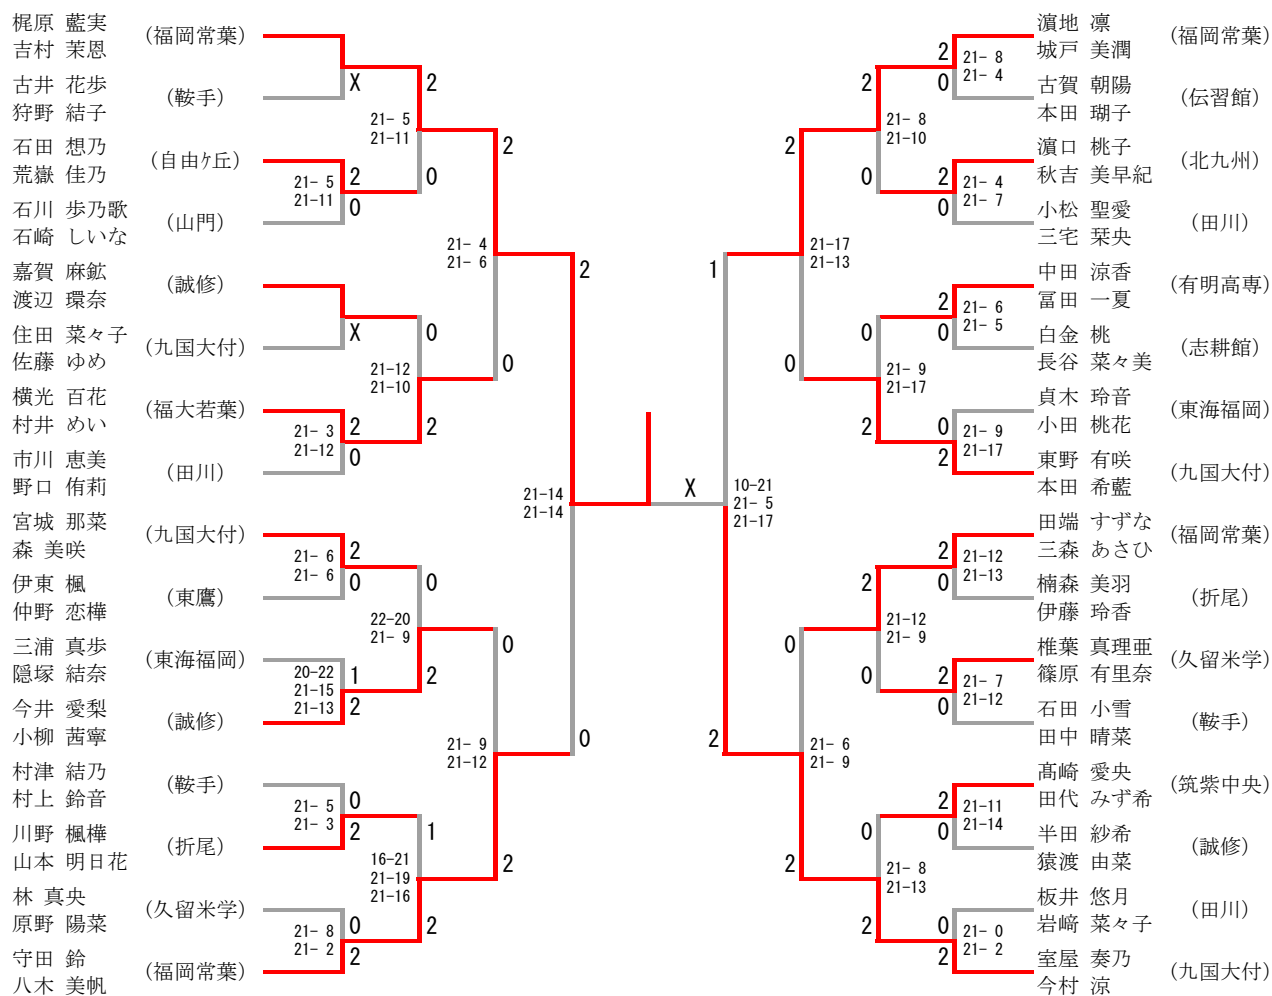 梶原 藍実
吉村 茉恩
(福岡常葉)
古井 花歩
狩野 結子
(鞍手)
X
2
21- 5
21-11
石田 想乃
荒嶽 佳乃
(自由ケ丘)
21- 5
21-11
2
0
0
石川 歩乃歌
石崎 しいな
(山門)
2
21- 4
21- 6
嘉賀 麻鉱
渡辺 環奈
(誠修)
住田 菜々子
佐藤 ゆめ
(九国大付)
X
0
21-12
21-10
0
横光 百花
村井 めい
(福大若葉)
21- 3
21-12
2
0
2
市川 恵美
野口 侑莉
(田川)
2
21-14
21-14
宮城 那菜
森 美咲
(九国大付)
21- 6
21- 6
2
0
伊東 楓
仲野 恋樺
(東鷹)
0
22-20
21- 9
0
三浦 真歩
隠塚 結奈
(東海福岡)
20-22
21-15
21-13
1
2
2
今井 愛梨
小柳 茜寧
(誠修)
21- 9
21-12
0
村津 結乃
村上 鈴音
(鞍手)
21- 5
21- 3
0
2
川野 楓樺
山本 明日花
(折尾)
1
16-21
21-19
21-16
2
林 真央
原野 陽菜
(久留米学)
21- 8
21- 2
0
2
2
守田 鈴
八木 美帆
(福岡常葉)
X
10-21
21- 5
21-17
濵地 凛
城戸 美潤
(福岡常葉)
2
0
21- 8
21- 4
古賀 朝陽
本田 瑚子
(伝習館)
2
21- 8
21-10
2
0
濵口 桃子
秋吉 美早紀
(北九州)
2
0
21- 4
21- 7
小松 聖愛
三宅 栞央
(田川)
1
21-17
21-13
中田 涼香
冨田 一夏
(有明高専)
2
0
21- 6
21- 5
白金 桃
長谷 菜々美
(志耕館)
0
21- 9
21-17
0
2
貞木 玲音
小田 桃花
(東海福岡)
0
2
21- 9
21-17
東野 有咲
本田 希藍
(九国大付)
田端 すずな
三森 あさひ
(福岡常葉)
2
0
21-12
21-13
楠森 美羽
伊藤 玲香
(折尾)
2
21-12
21- 9
0
0
椎葉 真理亜
篠原 有里奈
(久留米学)
2
0
21- 7
21-12
石田 小雪
田中 晴菜
(鞍手)
2
21- 6
21- 9
髙崎 愛央
田代 みず希
(筑紫中央)
2
0
21-11
21-14
半田 紗希
猿渡 由菜
(誠修)
0
21- 8
21-13
2
2
板井 悠月
岩﨑 菜々子
(田川)
0
2
21- 0
21- 2
室屋 奏乃
今村 涼
(九国大付)